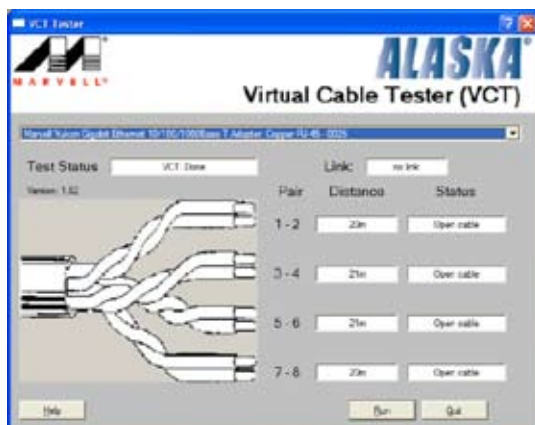 VCT Tester
MARVELL®
ALASKA®
Virtual Cable Tester (VCT)
Marvell Yukon Gigabit Ethernet 10/100/1000Base-T Adapter, Copper RJ-45 - 0026
Test Status VCT Done Link: no link
Version: 1.02
Pair Distance Status
1 - 2 20m Open cable
3 - 4 21m Open cable
5 - 6 21m Open cable
7 - 8 20m Open cable
Help Run Quit